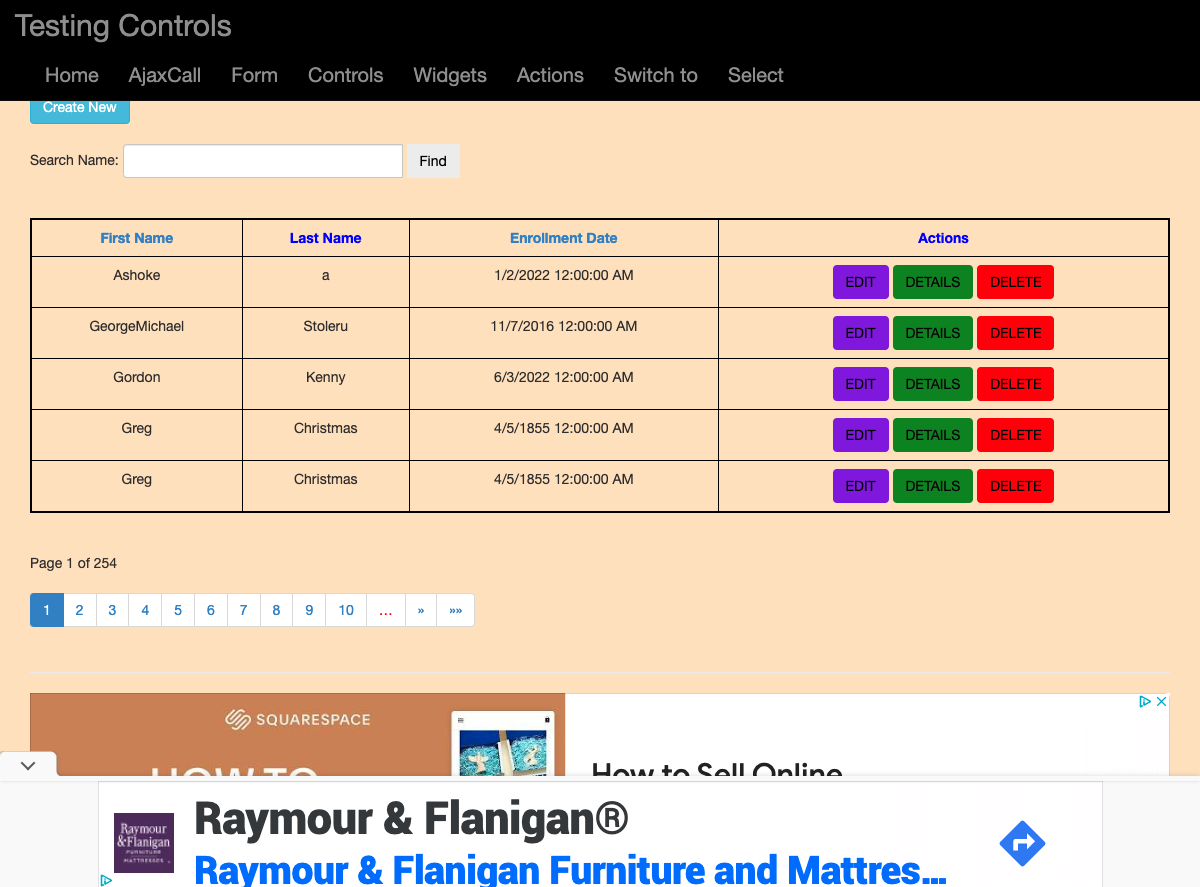 Testing Controls
Home AjaxCall Form Controls Widgets Actions Switch to Select
Create New
Search Name: Find
First Name Last Name Enrollment Date Actions
Ashoke a 1/2/2022 12:00:00 AM EDIT DETAILS DELETE
GeorgeMichael Stoleru 11/7/2016 12:00:00 AM EDIT DETAILS DELETE
Gordon Kenny 6/3/2022 12:00:00 AM EDIT DETAILS DELETE
Greg Christmas 4/5/1855 12:00:00 AM EDIT DETAILS DELETE
Greg Christmas 4/5/1855 12:00:00 AM EDIT DETAILS DELETE
Page 1 of 254
1 2 3 4 5 6 7 8 9 10 ... » »»
SQUARESPACE
HOW TO
How to Sell Online
Raymour
&Flanigan
FURNITURE
MATTRESSES
Raymour & Flanigan®
Raymour & Flanigan Furniture and Mattres...